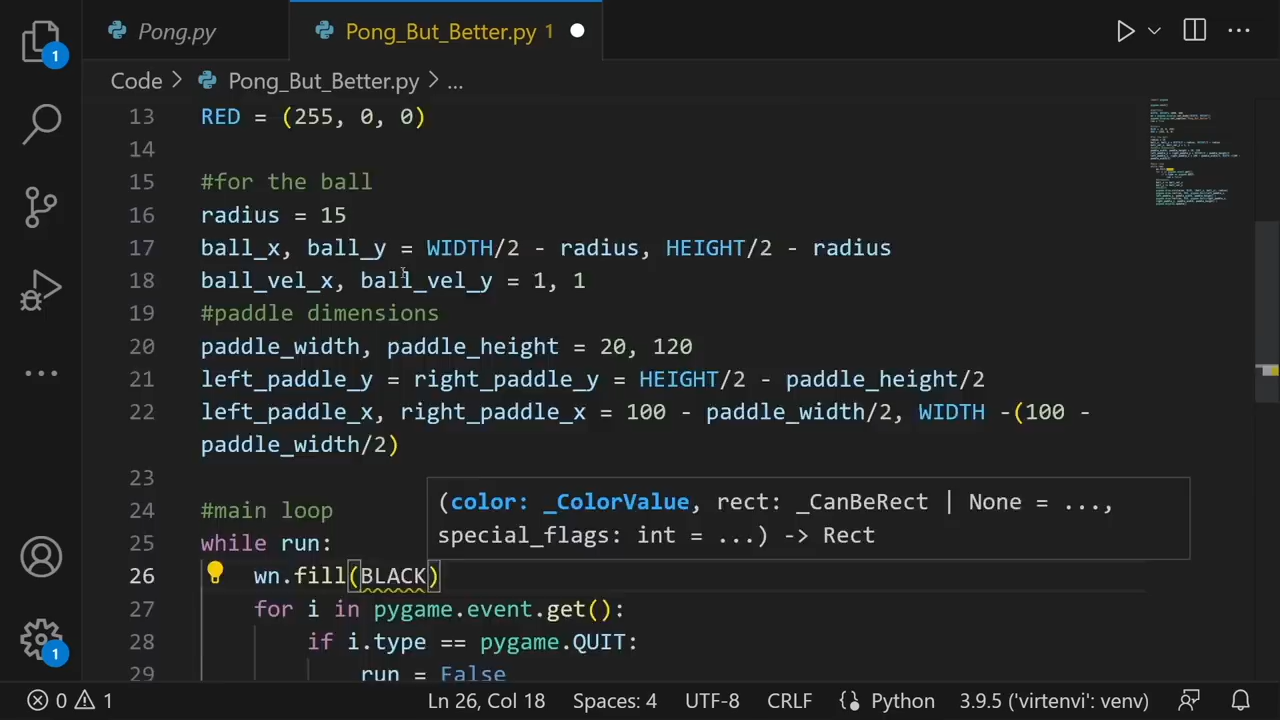 Pong.py
Pong_But_Better.py 1
Code > Pong_But_Better.py > ...
13 RED = (255, 0, 0)
14
15 #for the ball
16 radius = 15
17 ball_x, ball_y = WIDTH/2 - radius, HEIGHT/2 - radius
18 ball_vel_x, ball_vel_y = 1, 1
19 #paddle dimensions
20 paddle_width, paddle_height = 20, 120
21 left_paddle_y = right_paddle_y = HEIGHT/2 - paddle_height/2
22 left_paddle_x, right_paddle_x = 100 - paddle_width/2, WIDTH -(100 -
paddle_width/2)
23
24 #main loop
(color: _ColorValue, rect: _CanBeRect | None = ...,
special_flags: int = ...) -> Rect
25 while run:
26 wn.fill(BLACK)
27 for i in pygame.event.get():
28 if i.type == pygame.QUIT:
29 run = False
1
1
0 1 Ln 26, Col 18 Spaces: 4 UTF-8 CRLF Python 3.9.5 ('virtenvi': venv)